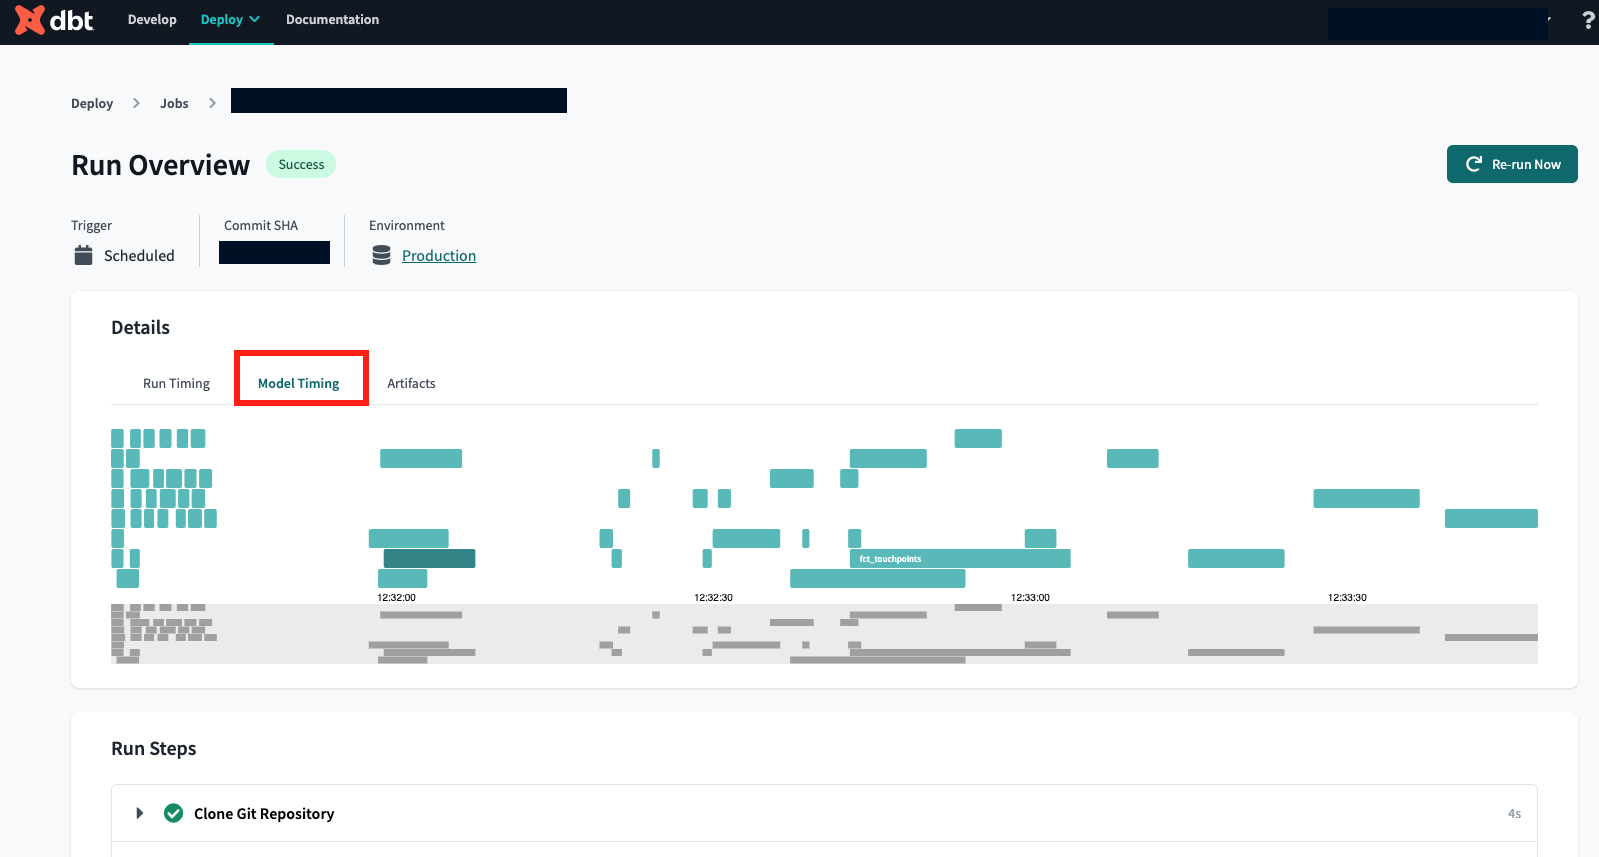 dbt Develop Deploy Documentation ?
Deploy Jobs
Run Overview Success Re-run Now
Trigger Commit SHA Environment
Scheduled Production
Details
Run Timing Model Timing Artifacts
fct_touchpoints
12:32:00 12:32:30 12:33:00 12:33:30
Run Steps
Clone Git Repository 4s